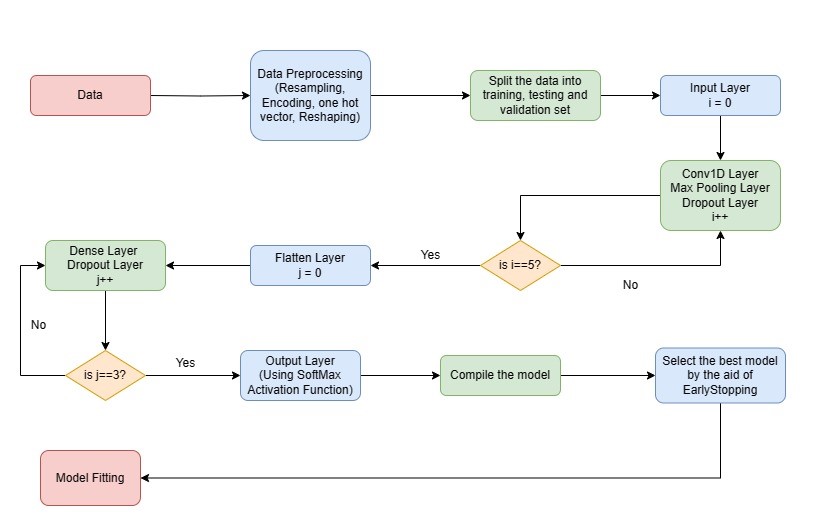 Data
Data Preprocessing
(Resampling,
Encoding, one hot
vector, Reshaping)
Split the data into
training, testing and
validation set
Input Layer
i = 0
Conv1D Layer
Max Pooling Layer
Dropout Layer
i++
is i==5?
No
Yes
Flatten Layer
j = 0
Dense Layer
Dropout Layer
j++
No
is j==3?
Yes
Output Layer
(Using SoftMax
Activation Function)
Compile the model
Select the best model
by the aid of
EarlyStopping
Model Fitting